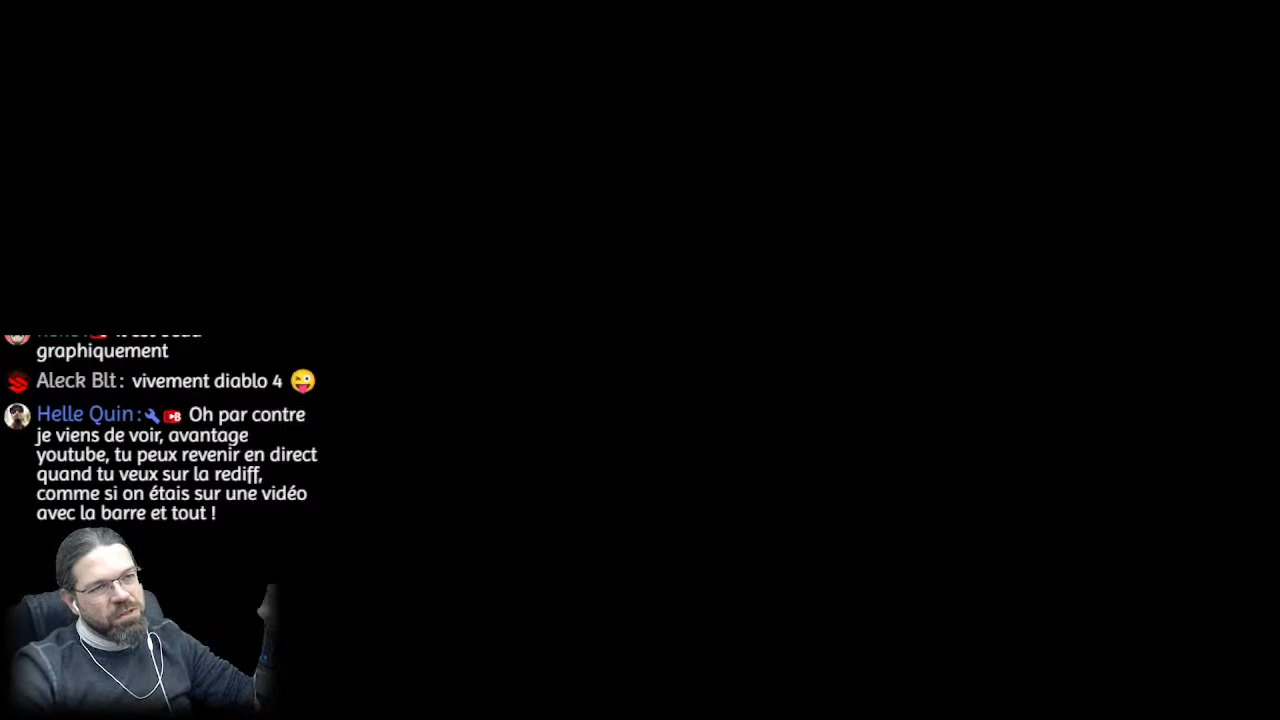 graphiquement
Aleck Blt: vivement diablo 4 😜
Helle Quin: Oh par contre
je viens de voir, avantage
youtube, tu peux revenir en direct
quand tu veux sur la rediff,
comme si on étais sur une vidéo
avec la barre et tout !